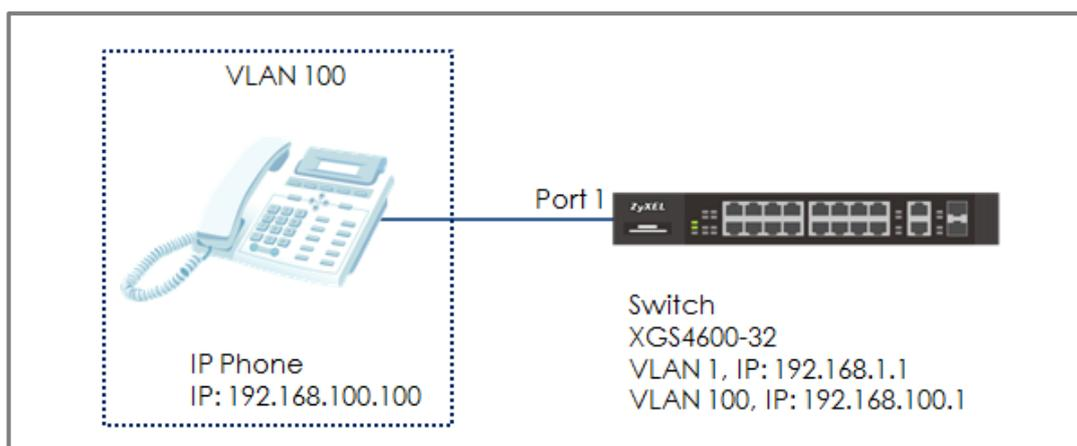 VLAN 100
Port 1
ZyXEL
IP Phone
IP: 192.168.100.100
Switch
XGS4600-32
VLAN 1, IP: 192.168.1.1
VLAN 100, IP: 192.168.100.1